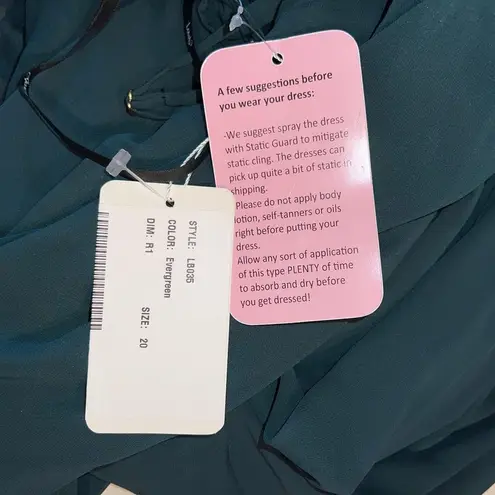 A few suggestions before
you wear your dress:
-We suggest spray the dress
with Static Guard to mitigate
static cling. The dresses can
pick up quite a bit of static in
shipping.
Please do not apply body
lotion, self-tanners or oils
right before putting your
dress.
Allow any sort of application
of this type PLENTY of time
to absorb and dry before
you get dressed!
STYLE: LB035
COLOR: Evergreen
DIM: R1 SIZE: 20